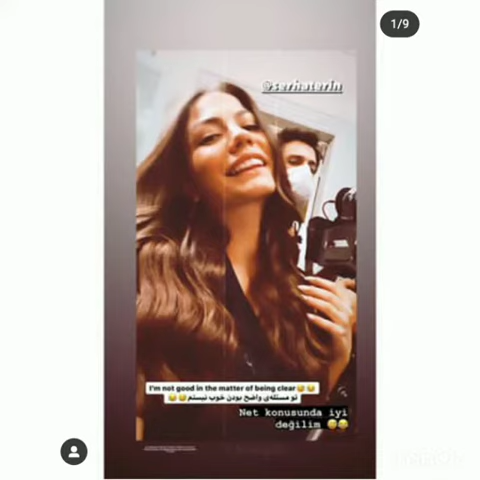 1/9
@serhaterin
I'm not good in the matter of being clear🥲🥲
تو مسئله‌ی واضح بودن خوب نیستم🥲🥲
Net konusunda iyi
değilim 😅😅